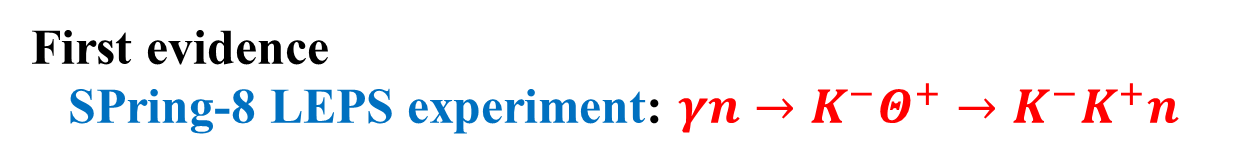 First evidence
SPring-8 LEPS experiment: γn → K⁻Θ⁺ → K⁻K⁺n